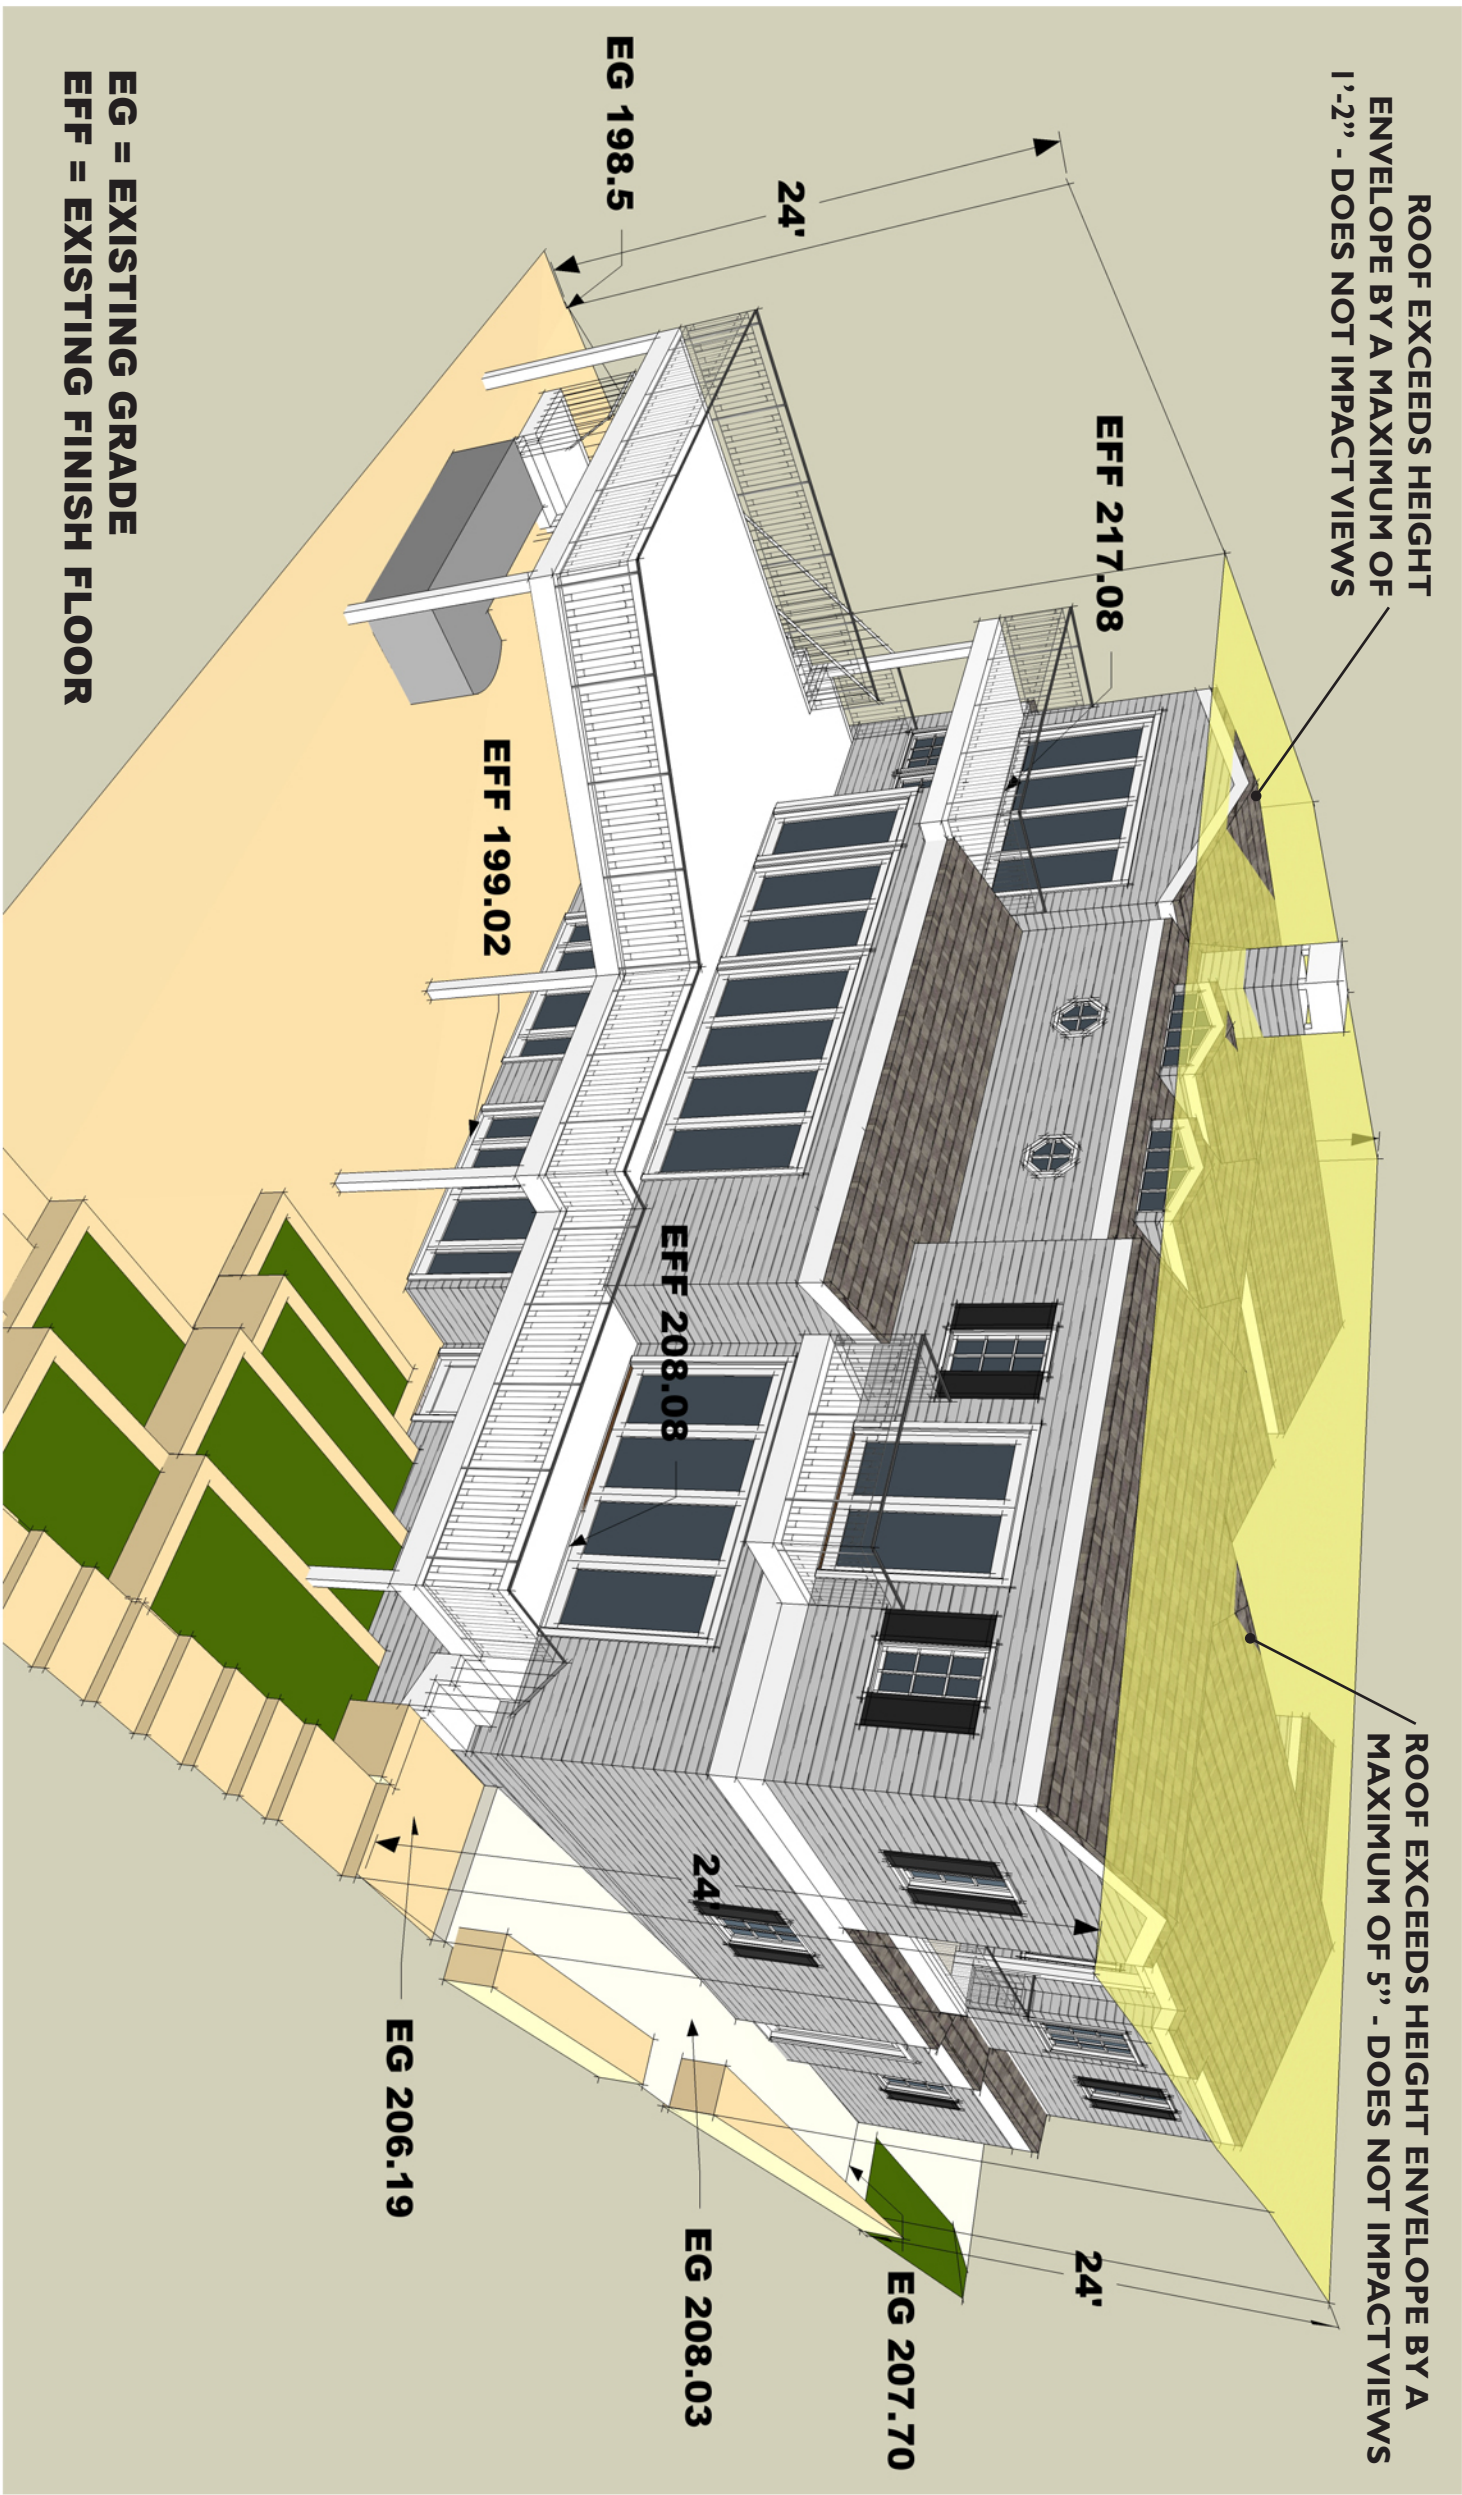 ROOF EXCEEDS HEIGHT
ENVELOPE BY A MAXIMUM OF
1'-2” - DOES NOT IMPACT VIEWS
ROOF EXCEEDS HEIGHT ENVELOPE BY A
MAXIMUM OF 5” - DOES NOT IMPACT VIEWS
EFF 217.08
24'
24'
EG 207.70
EG 198.5
EFF 208.08
24'
EG 208.03
EFF 199.02
EG 206.19
EG = EXISTING GRADE
EFF = EXISTING FINISH FLOOR